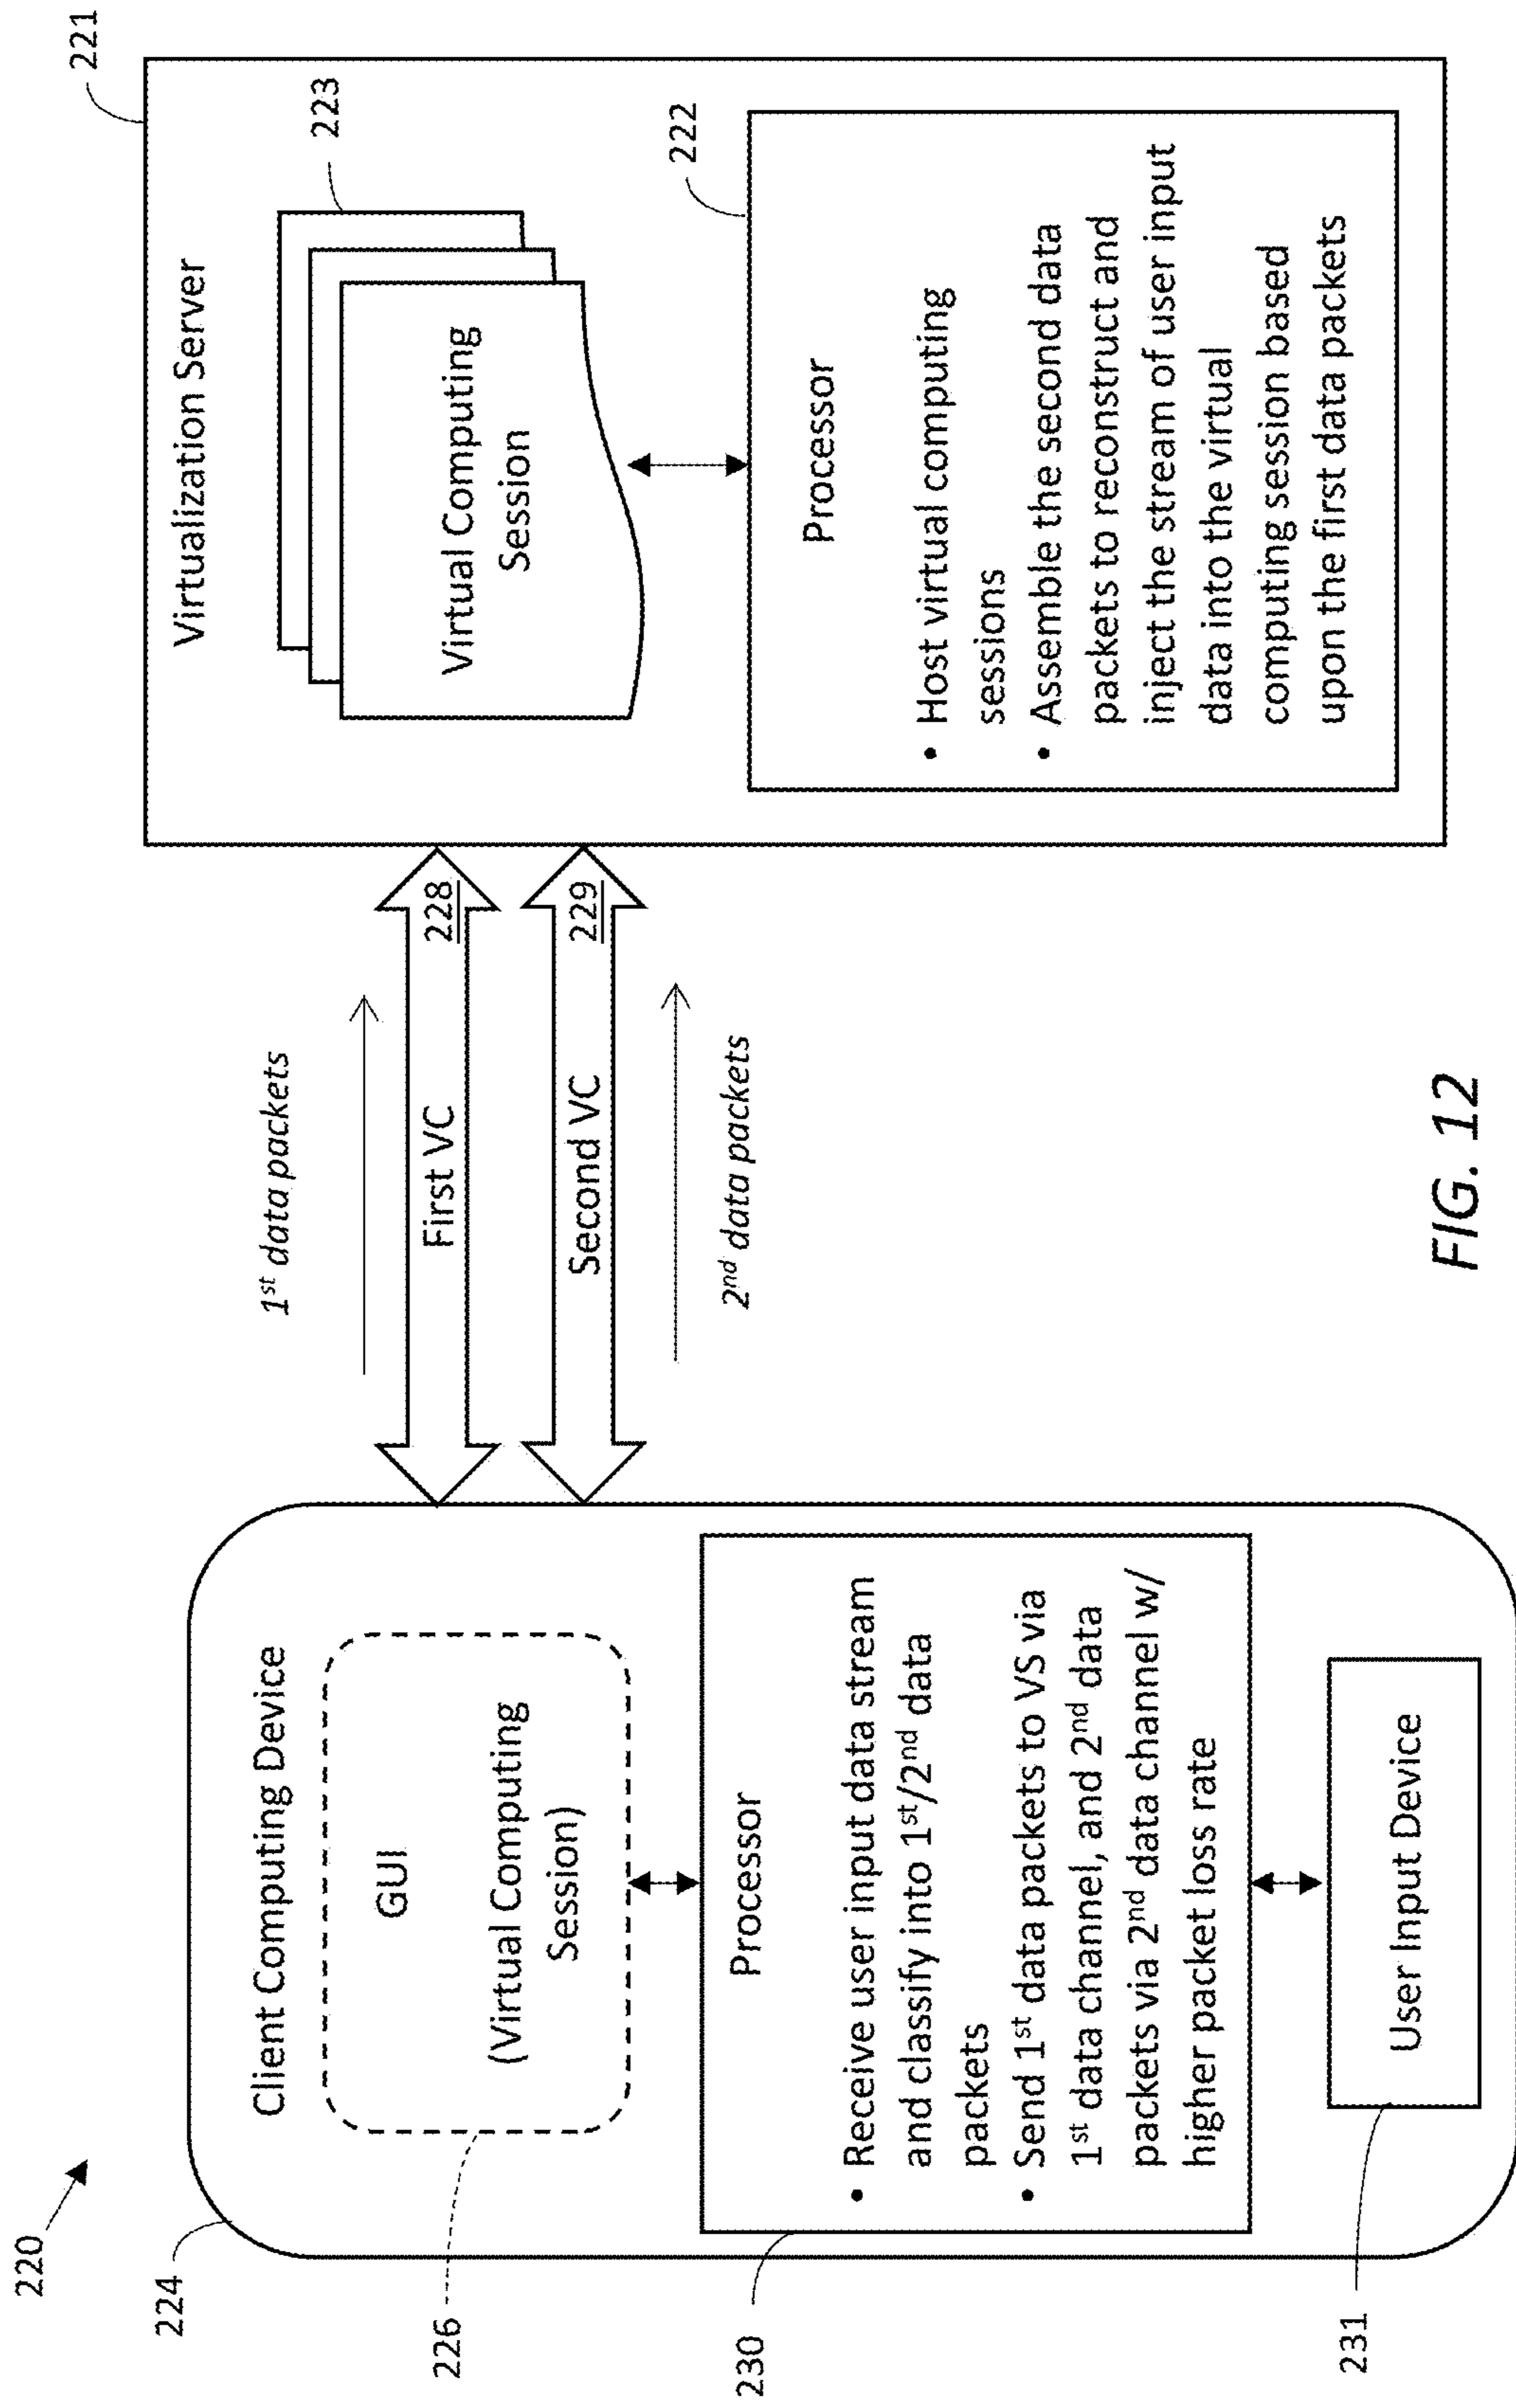 220
224
Client Computing Device
226
GUI
(Virtual Computing
Session)
230
Processor
• Receive user input data stream
and classify into 1st/2nd data
packets
• Send 1st data packets to VS via
1st data channel, and 2nd data
packets via 2nd data channel w/
higher packet loss rate
231
User Input Device
1st data packets
First VC
228
Second VC
229
2nd data packets
221
Virtualization Server
223
Virtual Computing
Session
222
Processor
• Host virtual computing
sessions
• Assemble the second data
packets to reconstruct and
inject the stream of user input
data into the virtual
computing session based
upon the first data packets
FIG. 12